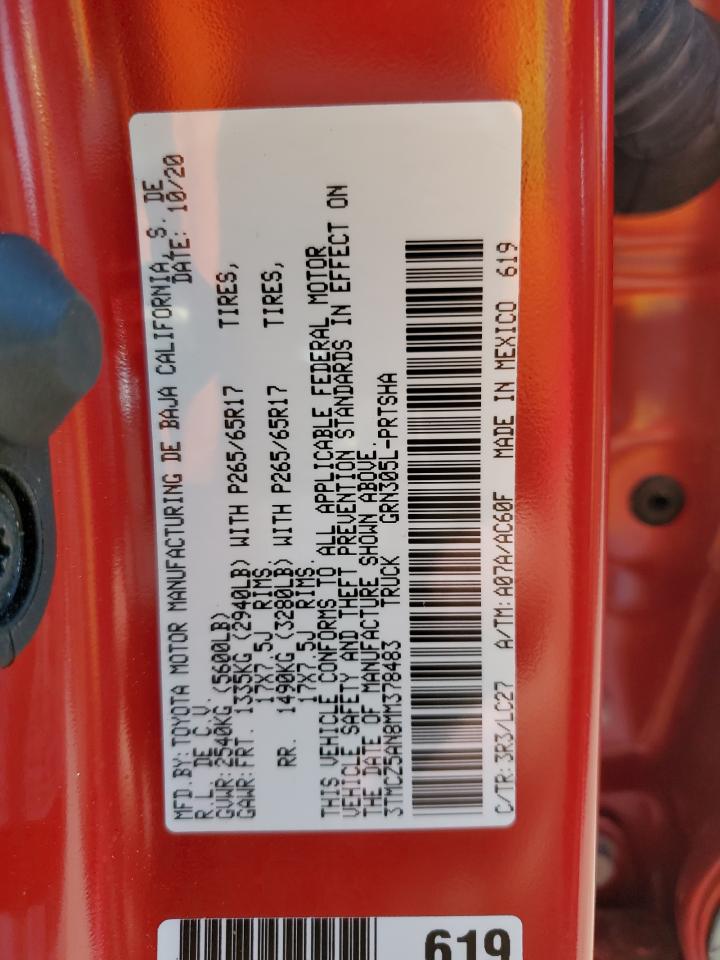 MFD.BY:TOYOTA MOTOR MANUFACTURING DE BAJA CALIFORNIA, S. DE
R.L. DE C.V. DATE: 10/20
GVWR:2540KG (5600LB)
GAWR:FRT. 1335KG (2940LB) WITH P265/65R17 TIRES,
17X7.5J RIMS
RR. 1490KG (3280LB) WITH P265/65R17 TIRES,
17X7.5J RIMS.
THIS VEHICLE CONFORMS TO ALL APPLICABLE FEDERAL MOTOR
VEHICLE SAFETY AND THEFT PREVENTION STANDARDS IN EFFECT ON
THE DATE OF MANUFACTURE SHOWN ABOVE.
3TMCZ5AN8MM378483 TRUCK GRN305L-PRTSHA
C/TR:3R3/LC27 A/TM:A07A/AC60F MADE IN MEXICO 619
619